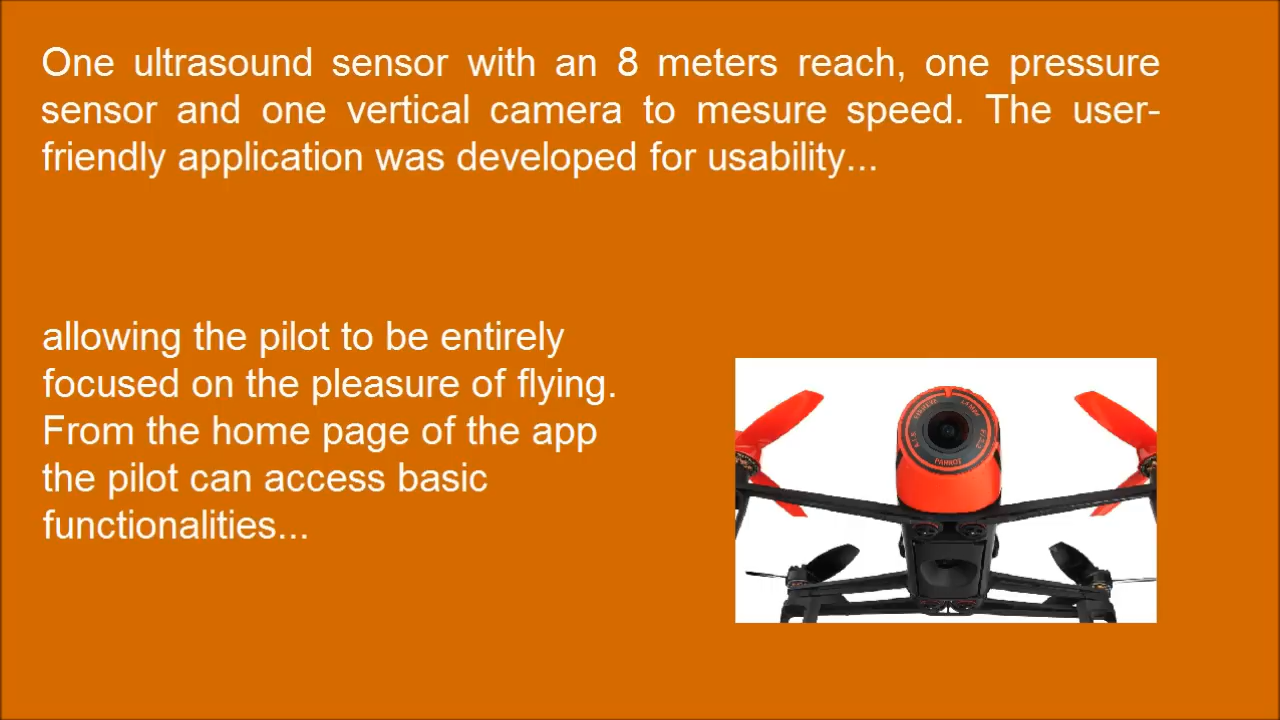 One ultrasound sensor with an 8 meters reach, one pressure
sensor and one vertical camera to mesure speed. The user-
friendly application was developed for usability...
allowing the pilot to be entirely
focused on the pleasure of flying.
From the home page of the app
the pilot can access basic
functionalities...
PARROT